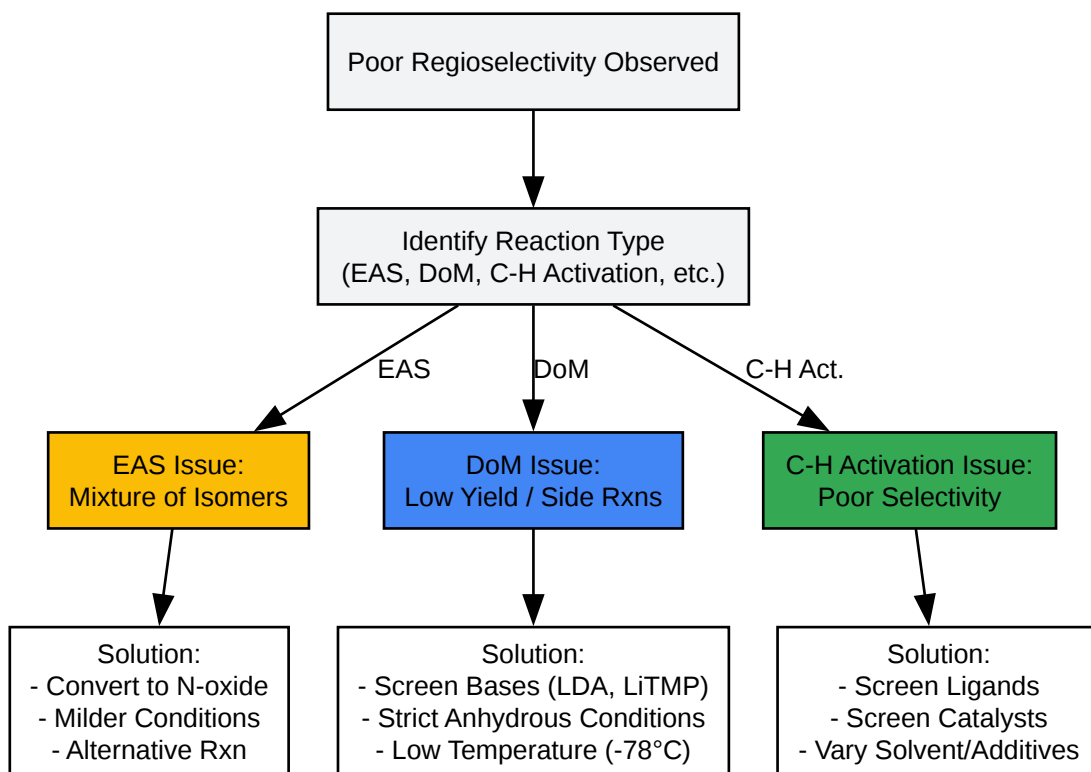 Poor Regioselectivity Observed
Identify Reaction Type
(EAS, DoM, C-H Activation, etc.)
EAS
DoM
C-H Act.
EAS Issue:
Mixture of Isomers
DoM Issue:
Low Yield / Side Rxns
C-H Activation Issue:
Poor Selectivity
Solution:
- Convert to N-oxide
- Milder Conditions
- Alternative Rxn
Solution:
- Screen Bases (LDA, LiTMP)
- Strict Anhydrous Conditions
- Low Temperature (-78°C)
Solution:
- Screen Ligands
- Screen Catalysts
- Vary Solvent/Additives